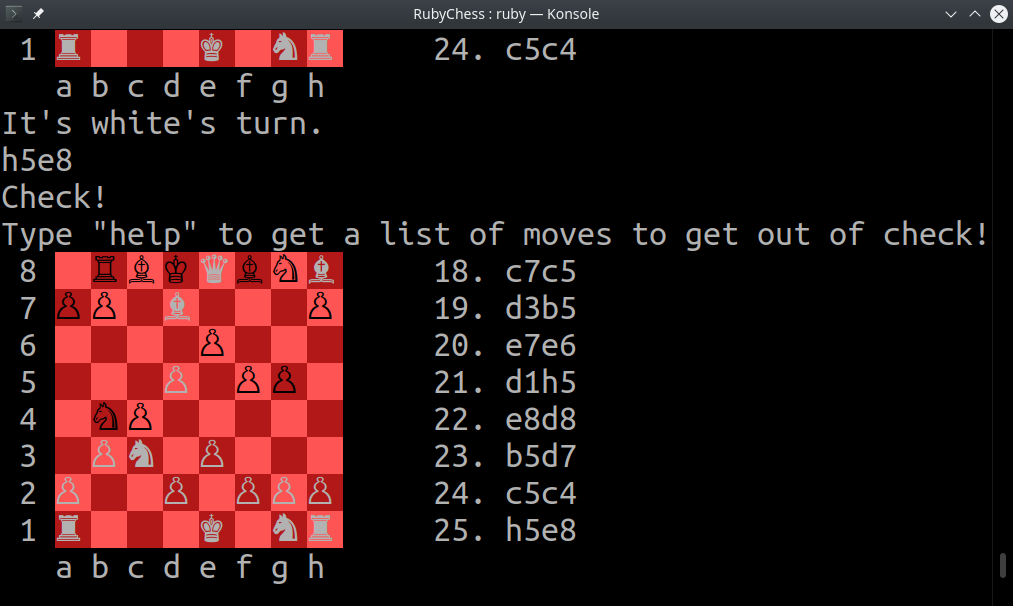 RubyChess : ruby — Konsole
1 ♜ ♚ ♞ ♜ 24. c5c4
a b c d e f g h
It's white's turn.
h5e8
Check!
Type "help" to get a list of moves to get out of check!
8 18. c7c5
7 19. d3b5
6 20. e7e6
5 21. d1h5
4 22. e8d8
3 23. b5d7
2 24. c5c4
1 25. h5e8
a b c d e f g h